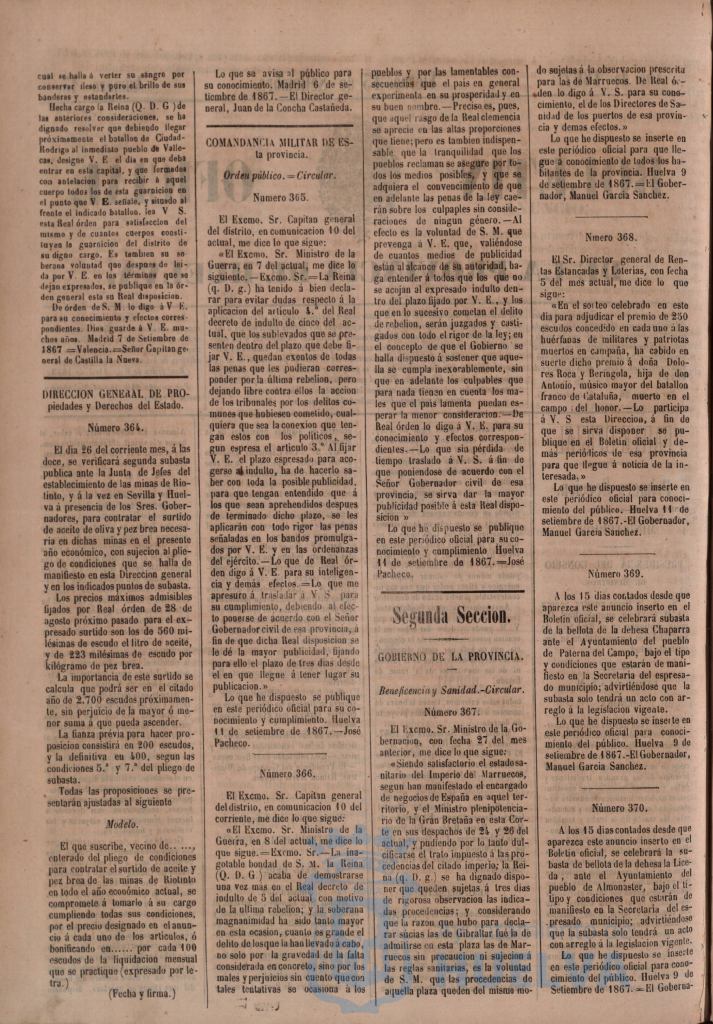 cual se halla á verter su sangre por
conservar ileso y puro el brillo de sus
banderas y estandartes.
Hecha cargo la Reina (Q. D. G) de
las anteriores consideraciones, se ha
dignado resolver que debiendo llegar
próximamente el batallon de Ciudad-
Rodrigo al inmediato pueblo de Valle-
cas, designe V. E. el dia en que deba
entrar en esta capital, y que formadas
con antelacion para recibir á aquel
cuerpo todos los de esta guarnicion en
el punto que V E. señale, y siendo al
frente el indicado batallon, lea V S.
esta Real órden para satisfaccion del
mismo y de cuantos cuerpos consti-
tuyen la guarnicion del distrito de
su digno cargo. Es tambien su so-
berana voluntad que despues de lei-
da por V E. en los términos que se
dejan expresados, se publique en la ór-
den general esta su Real disposicion.
De órden de S. M. lo digo á V E.
para su conocimiento y efectos corres-
pondientes. Dios guarde á V E. mu-
chos años. Madrid 7 de Setiembre de
1867 =Valencia.=Señor Capitan ge-
neral de Castilla la Nueva.
DIRECCION GENEAAL DE PRO-
piedades y Derechos del Estado.
Número 364.
El dia 26 del corriente mes, á las
doce, se verificará segunda subasta
pública ante la Junta de Jefes del
establecimiento de las minas de Rio-
tinto, y á la vez en Sevilla y Huel-
va á presencia de los Sres. Gober-
nadores, para contratar el surtido
de aceite de oliva y pez brea necesa-
ria en dichas minas en el presente
año económico, con sujecion al plie-
go de condiciones que se halla de
manifiesto en esta Direccion general
y en los indicados puntos de subasta.
Los precios máximos admisibles
fijados por Real órden de 28 de
agosto próximo pasado para el ex-
presado surtido son los de 560 mi-
lésimas de escudo el litro de aceite,
y de 223 milésimas de escudo por
kilógramo de pez brea.
La importancia de este surtido se
calcula que podrá ser en el citado
año de 2.700 escudos próximamen-
te, sin perjuicio de la mayor ó me-
nor suma á que pueda ascender.
La fianza prévia para hacer pro-
posicion consistirá en 200 escudos,
y la definitiva en 400, segun las
condiciones 5.ª y 7.ª del pliego de
subasta.
Todas las proposiciones se pre-
sentarán ajustadas al siguiente
Modelo.
El que suscribe, vecino de.. ....,
enterado del pliego de condiciones
para contratar el surtido de aceite y
pez brea de las minas de Riotinto
en todo el año económico actual, se
compromete á tomarlo á su cargo
cumpliendo todas sus condiciones,
por el precio designado en el anun-
cio á cada uno de los articulos, ó
bonificando en...... por cada 100
escudos de la liquidacion mensual
que se practique (expresado por le-
tra.)
(Fecha y firma.)
Lo que se avisa al público para
su conocimiento. Madrid 6 de se-
tiembre de 1867.—El Director ge-
neral, Juan de la Concha Castañeda.
COMANDANCIA MILITAR DE ES-
ta provincia.
Orden público.=Circular.
Numero 365.
El Excmo. Sr. Capitan general
del distrito, en comunicacion 10 del
actual, me dice lo que sigue:
«El Excmo. Sr. Ministro de la
Guerra, en 7 del actual, me dice lo
siguiente.—Excmo. Sr.=La Reina
(q. D. g.) ha tenido á bien decla-
rar para evitar dudas respecto á la
aplicacion del artículo 4.º del Real
decreto de indulto de cinco del ac-
tual, que los sublevados que se pre-
senten dentro del plazo que debe fi-
jar V E., quedan exentos de todas
las penas que les pudieran corres-
ponder por la última rebelion, pero
dejando libre contra ellos la accion
de los tribunales por los delitos co-
munes que hubiesen cometido, cual-
quiera que sea la conexion que ten-
gan estos con los políticos, se-
gun espresa el articulo 3.º Al fijar
V. E. el plazo espresado para aco-
gerse al indulto, ha de hacerlo sa-
ber con toda la posible publicidad,
para que tengan entendido que á
los que sean aprehendidos despues
de terminado dicho plazo, se les
aplicarán con todo rigor las penas
señaladas en los bandos promulga-
dos por V. E. y en las ordenanzas
del ejército.—Lo que de Real ór-
den digo á V E. para su inteligen-
cia y demás efectos.=Lo que me
apresuro á trasladar á V S para
su cumplimiento, debiendo al efec-
to ponerse de acuerdo con el Señor
Gobernador civil de esa provincia, á
fin de que dicha Real disposicion se
le dé la mayor publicidad, fijando
para ello el plazo de tres dias desde
el en que llegue á tener lugar su
publicacion.»
Lo que he dispuesto se publique
en este periódico oficial para su co-
nocimiento y cumplimiento. Huelva
11 de setiembre de 1867.—José
Pacheco.
Número 366.
El Excmo. Sr. Capitan general
del distrito, en comunicacion 10 del
corriente, me dice lo que sigue:
«El Excmo. Sr. Ministro de la
Guerra, en 8 del actual, me dice lo
que sigue.—Excmo. Sr.—La ina-
gotable bondad de S. M. la Reina
(Q. D. G ) acaba de demostrarse
una vez más en el Real decreto de
indulto de 5 del actual, con motivo
de la ultima rebelion; y la soberana
magnanimidad ha sido tanto mayor
en esta ocasion, cuanto es grande el
delito de los que la han llevado á cabo,
no solo por la gravedad de la falta
considerada en concreto, sino por los
males y perjuicios sin cuento que con
tales tentativas se ocasiona á los
pueblos y por las lamentables con-
secuencias que el pais en general
experimenta en su prosperidad y en
su buen nombre.—Preciso es, pues,
que aquel rasgo de la Real clemencia
se aprecie en las altas proporciones
que tiene; pero es tambien indispen-
sable que la tranquilidad que los
pueblos reclaman se asegure por to-
dos los medios posibles, y que se
adquiera el convencimiento de que
en adelante las penas de la ley cae-
rán sobre los culpables sin conside-
raciones de ningun género.—Al
efecto es la voluntad de S. M. que
prevenga á V. E. que, valiéndose
de cuantos medios de publicidad
están al alcance de su autoridad, ha-
ga entender á todos los que los que no
se acojan al expresado indulto den-
tro del plazo fijado por V. E., y los
que en lo sucesivo cometan el delito
de rebelion, serán juzgados y casti-
gados con todo el rigor de la ley; en
el concepto de que el Gobierno se
halla dispuesto á sostener que aque-
lla se cumpla inexorablemente, sin
que en adelante los culpables que
para nada tienen en cuenta los ma-
les que el pais lamenta puedan es-
perar la menor consideracion.—De
Real órden lo digo á V. E. para su
conocimiento y efectos correspon-
dientes.—Lo que sin pérdida de
tiempo traslado á V. S. á fin de
que poniendose de acuerdo con el
Señor Gobernador civil de esa
provincia, se sirva dar la mayor
publicidad posible á esta Real dispo-
sicion »
Lo que he dispuesto se publique
en este periódico oficial para su co-
nocimiento y cumplimiento Huelva
11 de setiembre de 1867.=José
Pacheco.
Segunda Seccion.
GOBIERNO DE LA PROVINCIA.
Beneficencia y Sanidad.-Circular.
Número 367.
El Excmo. Sr. Ministro de la Go-
bernacion, con fecha 27 del mes
anterior, me dice lo que sigue:
«Siendo satisfactorio el estado sa-
nitario del Imperio de Marruecos,
segun han manifestado el encarga-
do de negocios de España en aquel ter-
ritorio, y el Ministro plenipotencia-
rio de la Gran Bretaña en esta Cor-
te en sus despachos de 24 y 26 del
actual, y pudiendo por lo tanto dul-
cificarse el trato impuesto á las pro-
cedencias del citado imperio, la Rei-
na (q. D. g.) se ha dignado dispo-
ner que queden sujetas á tres dias
de rigorosa observacion las indica-
das procedencias; y considerando
que la razon que hubo para decla-
rar súcias las de Gibraltar fué la de
admitirse en esta plaza las de Mar-
ruecos sin precaucion ni sujecion á
las reglas sanitarias, es la voluntad
de S. M. que las procedencias de
aquella plaza queden del mismo mo-
do sujetas á la observacion prescrita
para las de Marruecos. De Real ór-
den lo digo á V. S. para su cono-
cimiento, el de los Directores de Sa-
nidad de los puertos de esa provin-
cia y demas efectos.»
Lo que he dispuesto se inserte en
este periódico oficial para que lle-
gue á conocimiento de todos los ha-
bitantes de la provincia. Huelva 9
de setiembre de 1867.=El Gober-
nador, Manuel Garcia Sanchez.
Nmero 368.
El Sr. Director general de Ren-
tas Estancadas y Loterias, con fecha
5 del mes actual, me dice lo que
sigue:
«En el sorteo celebrado en este
dia para adjudicar el premio de 250
escudos concedido en cada uno á las
huérfanas de militares y patriotas
muertos en campaña, ha cabido en
suerte dicho premio á doña Dolo-
res Roca y Beringola, hija de don
Antonio, músico mayor del batallon
franco de Cataluña, muerto en el
campo del honor.—Lo participa
á V. S esta Direccion, á fin de
que se sirva disponer se pu-
blique en el Boletin oficial y de-
más periódicos de esa provincia
para que llegue á noticia de la in-
teresada.»
Lo que he dispuesto se inserte en
este periódico oficial para conoci-
miento del público. Huelva 11 de
setiembre de 1867.-El Gobernador,
Manuel Garcia Sanchez.
Número 369.
A los 15 dias contados desde que
aparezca este anuncio inserto en el
Boletin oficial, se celebrará subasta
de la bellota de la dehesa Chaparra
ante el Ayuntamiento del pueblo
de Paterna del Campo, bajo el tipo
y condiciones que estarán de mani-
fiesto en la Secretaria del espresa-
do municipio; advirtiéndose que la
subasta solo tendrá un acto con ar-
reglo á la legislacion vigente.
Lo que he dispuesto se inserte en
este periódico oficial para conoci-
miento del público. Huelva 9 de
setiembre de 1867.-El Gobernador,
Manuel Garcia Sanchez.
Número 370.
A los 15 dias contados desde que
aparezca este anuncio inserto en el
Boletin oficial, se celebrará la su-
basta de bellota de la dehesa la Lice-
da, ante el Ayuntamiento del
pueblo de Almonaster, bajo el ti-
tipo y condiciones que estarán de
manifiesto en la Secretaria del es-
presado municipio; advirtiéndose
que la subasta solo tendrá un acto
con arreglo á la legislacion vigente.
Lo que he dispuesto se inserte
en este periódico oficial para cono-
cimiento del público. Huelva 9 de
Setiembre de 1867.=El Goberna-